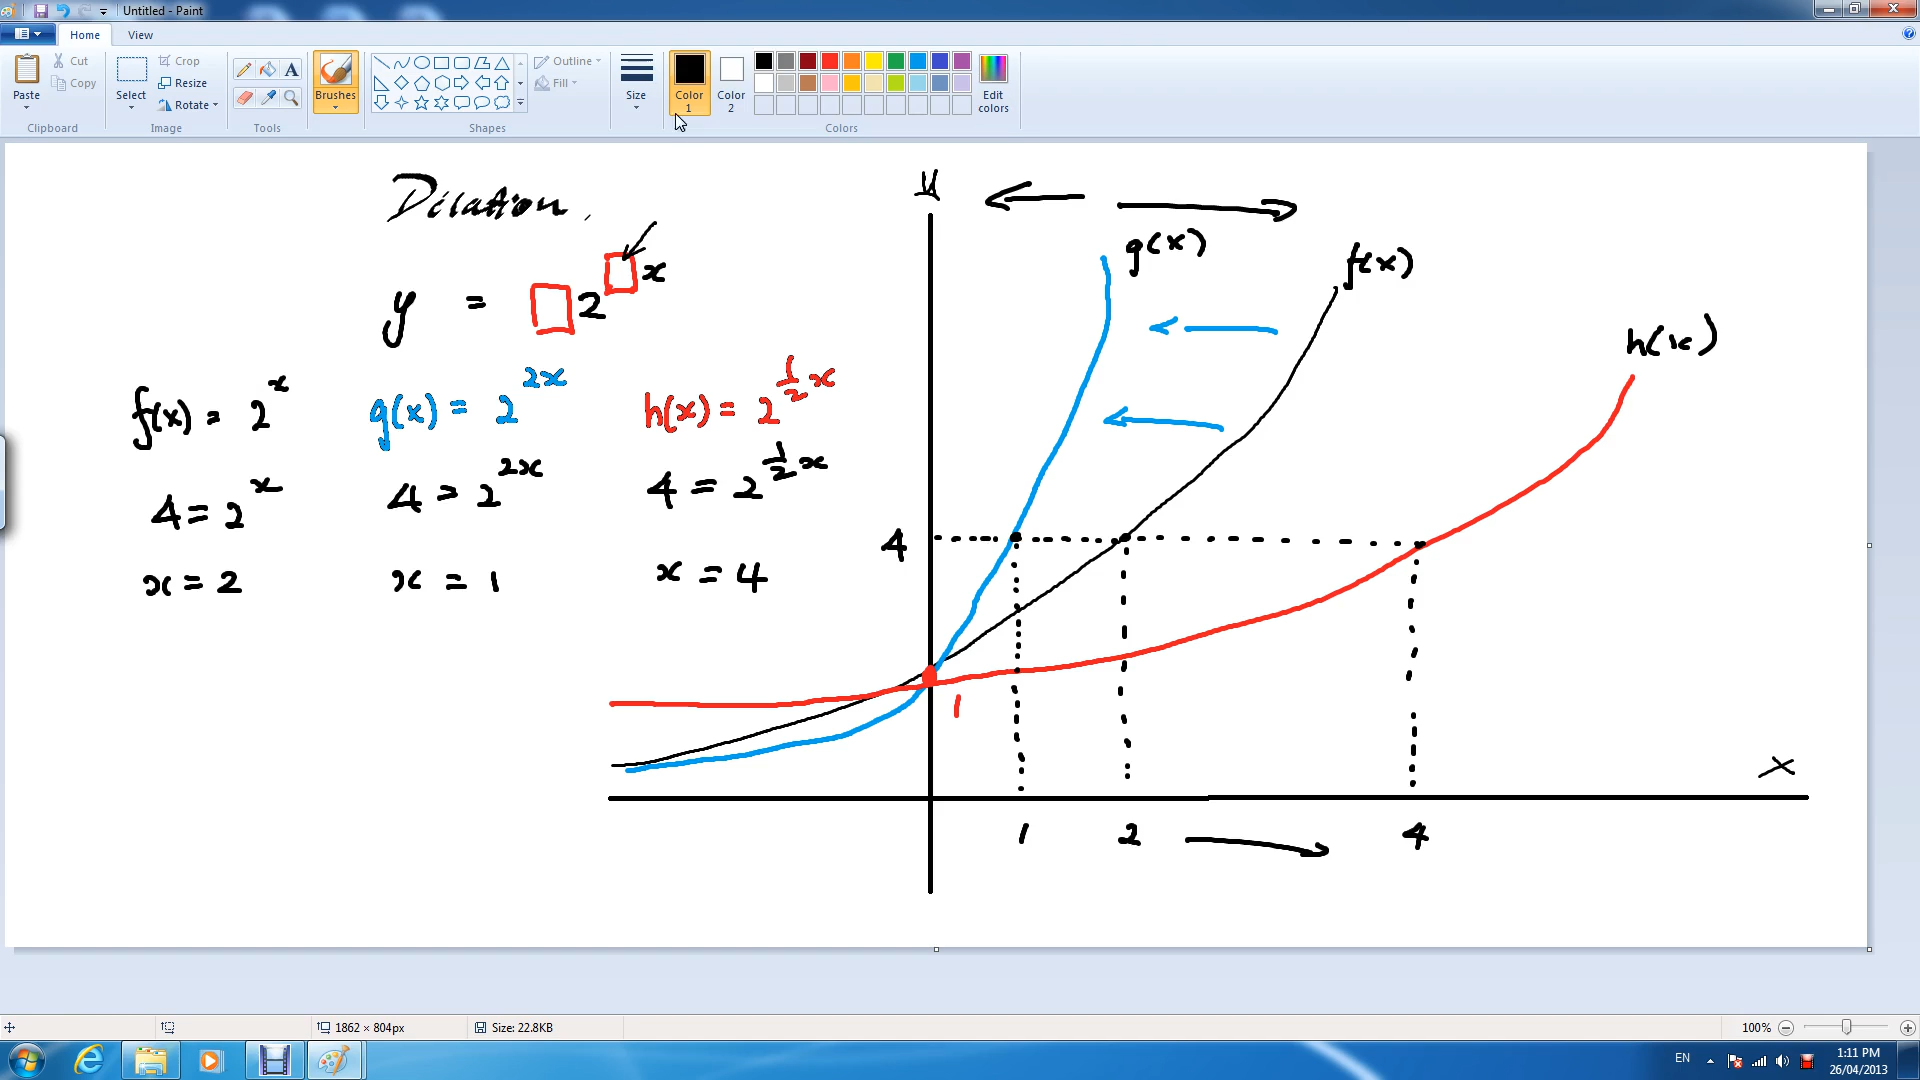 Untitled - Paint
Home View
Paste Cut Copy Select Crop Resize Rotate Brushes Outline Fill Size Color 1 Color 2 Edit colors
Clipboard Image Tools Shapes Colors
Dilation.
y = 2 x
f(x) = 2^x g(x) = 2^2x h(x) = 2^½x
4 = 2^x 4 = 2^2x 4 = 2^½x
x = 2 x = 1 x = 4
y
g(x)
f(x)
h(x)
4
1
x
1 2 4
1862 × 804px Size: 22.8KB 100%
EN 1:11 PM
26/04/2013